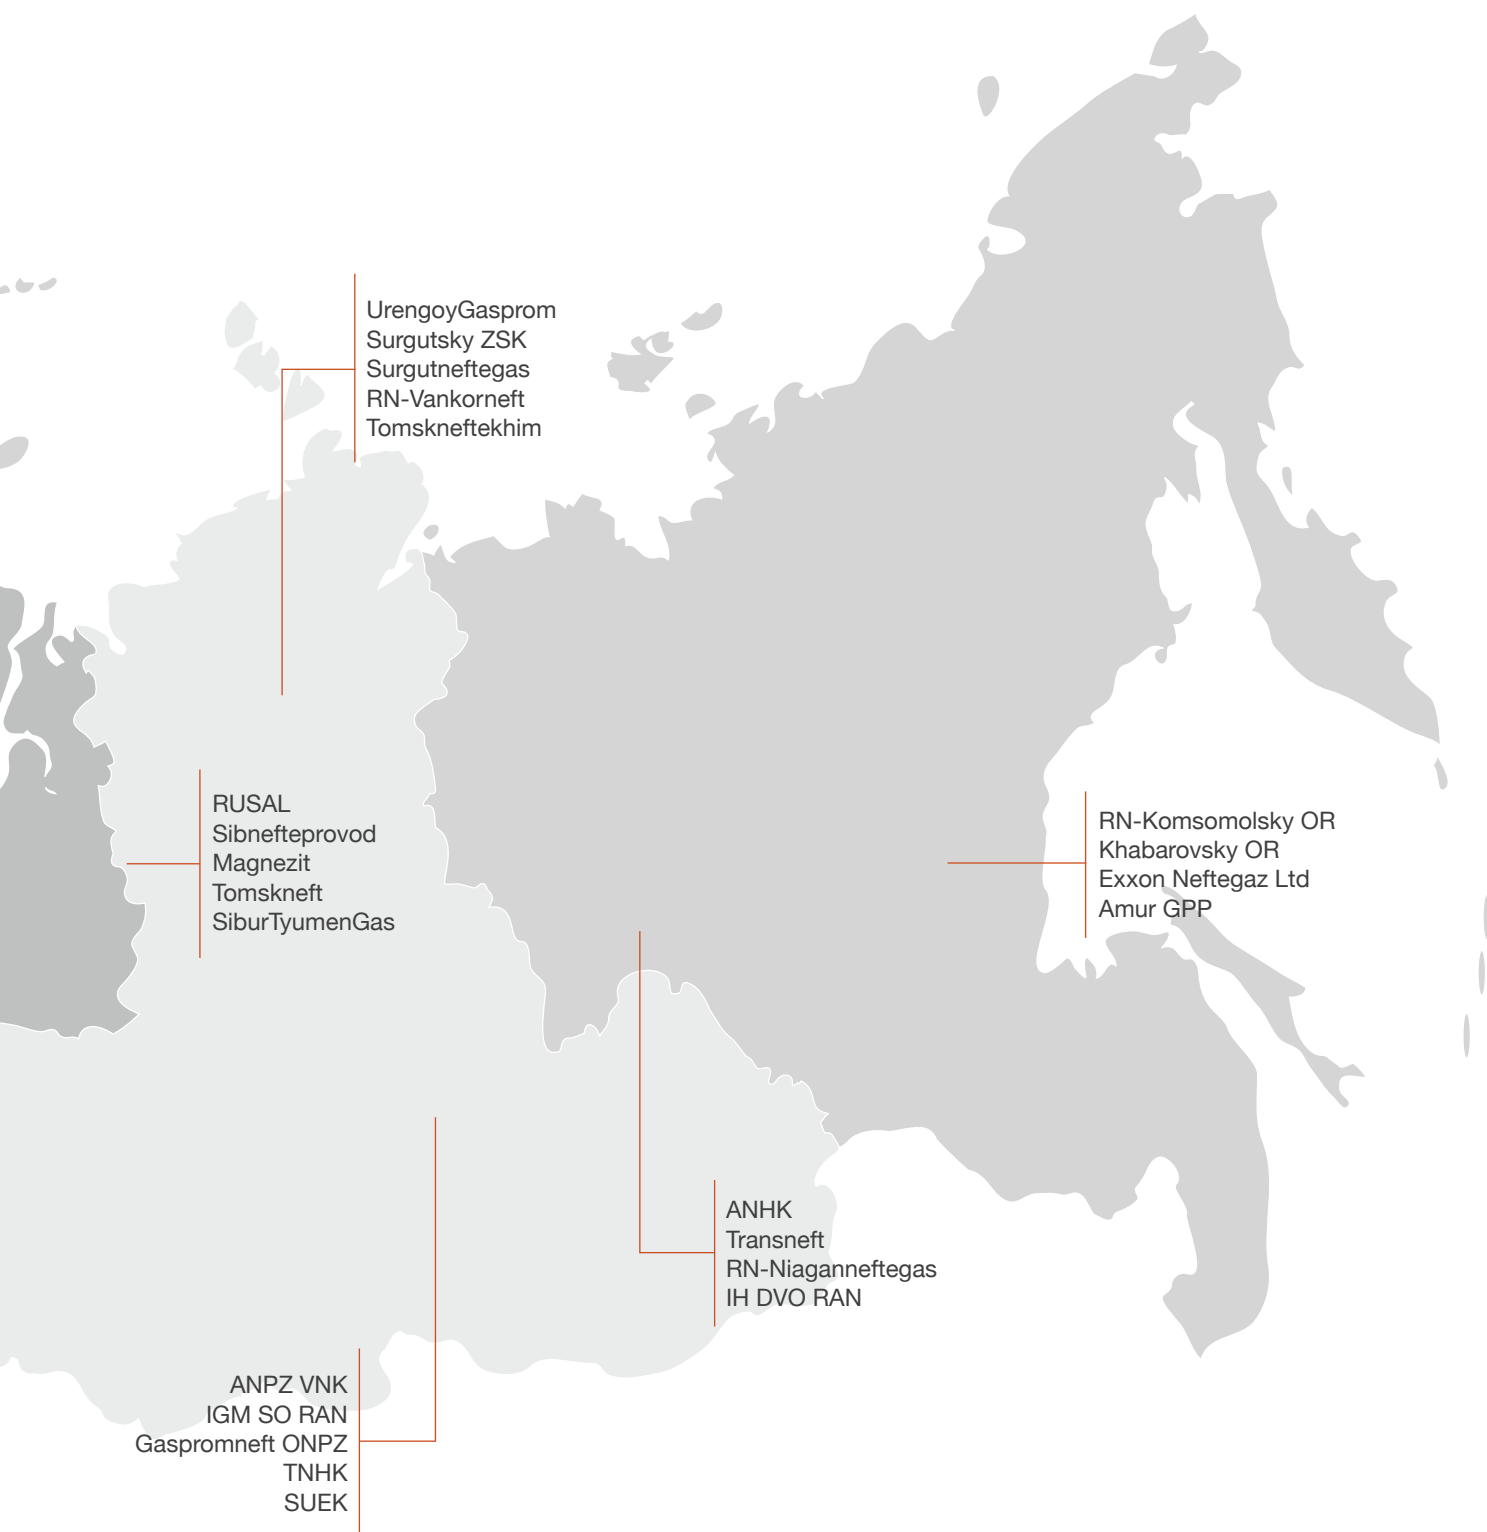 UrengoyGasprom
Surgutsky ZSK
Surgutneftegas
RN-Vankorneft
Tomskneftekhim
RUSAL
Sibnefteprovod
Magnezit
Tomskneft
SiburTyumenGas
RN-Komsomolsky OR
Khabarovsky OR
Exxon Neftegaz Ltd
Amur GPP
ANHK
Transneft
RN-Niaganneftegas
IH DVO RAN
ANPZ VNK
IGM SO RAN
Gaspromneft ONPZ
TNHK
SUEK